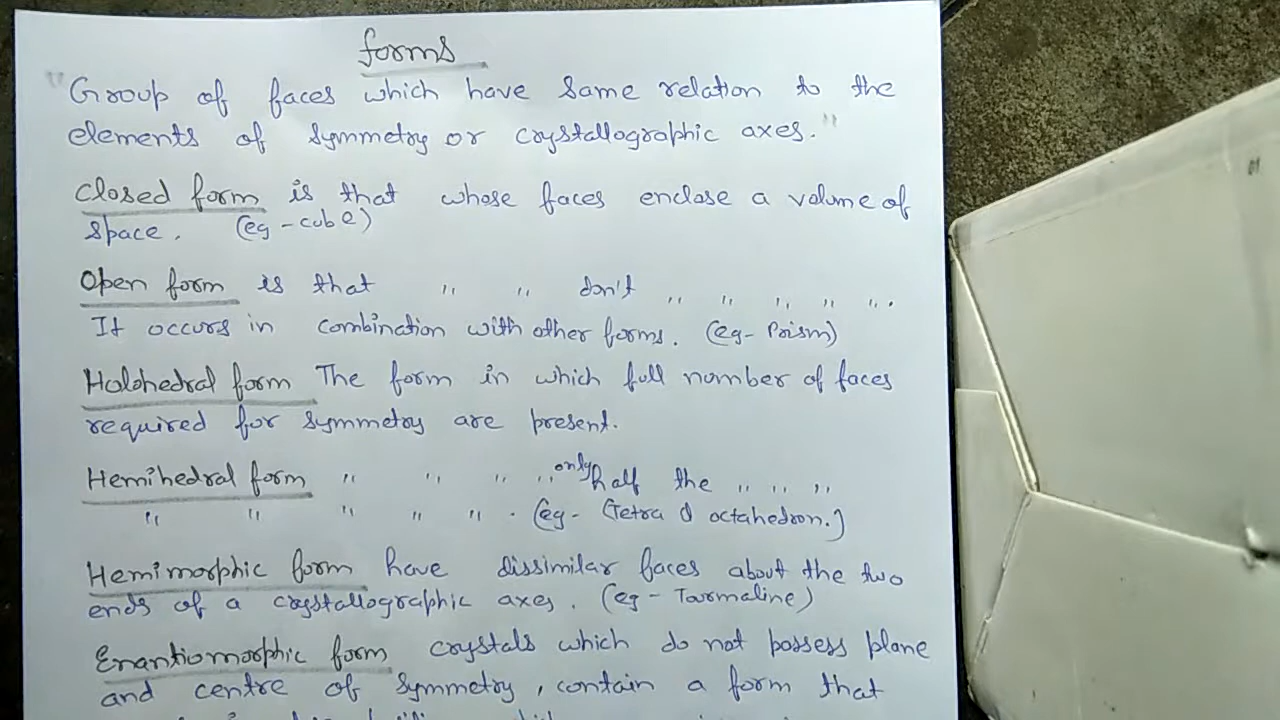 forms
"Group of faces which have same relation to the
elements of symmetry or crystallographic axes."
Closed form is that whose faces enclose a volume of
space. (eg - cube)
Open form is that " " don't " " " " ".
It occurs in combination with other forms. (eg- Prism)
Holohedral form The form in which full number of faces
required for symmetry are present.
Hemihedral form " " " " only half the " " "
" " " " " . (eg- (Tetra & octahedron.)
Hemimorphic form have dissimilar faces about the two
ends of a crystallographic axes. (eg - Tourmaline)
Enantiomorphic form crystals which do not possess plane
and centre of symmetry, contain a form that